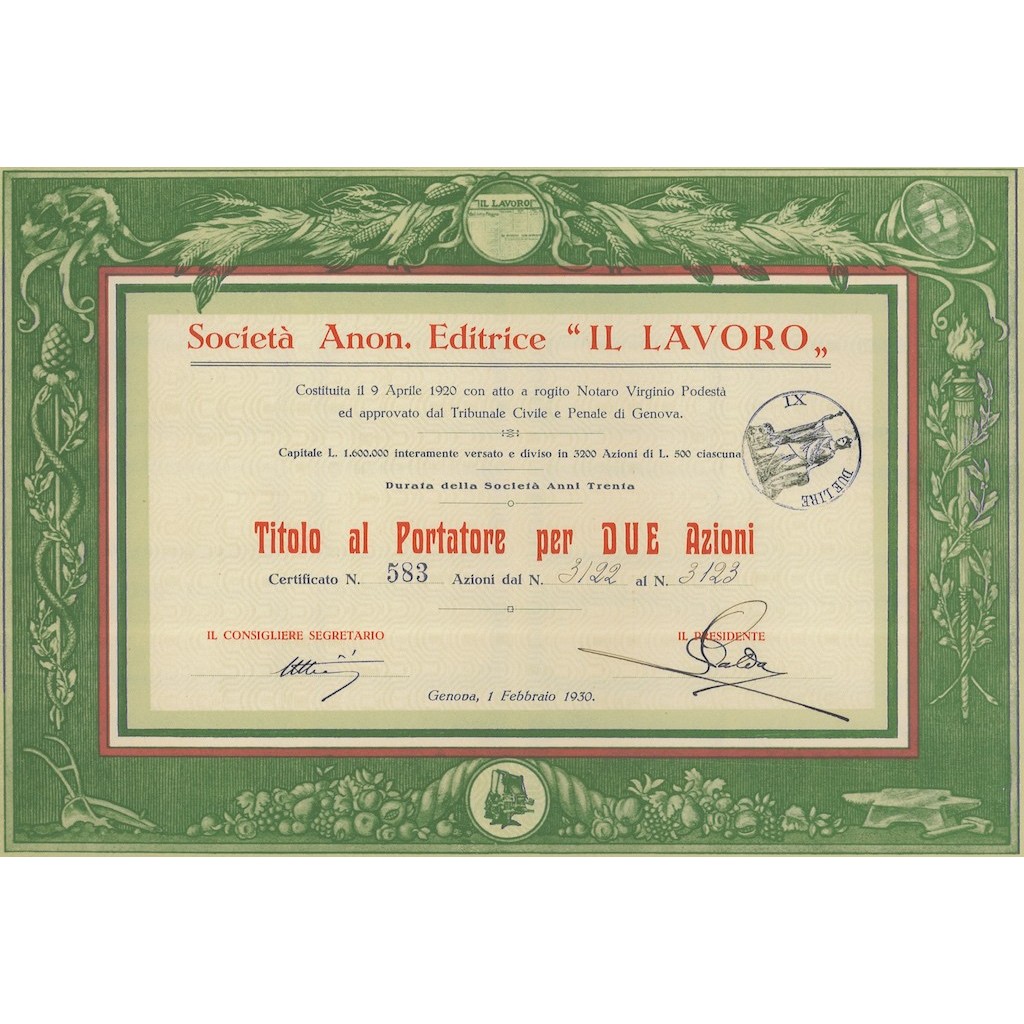 IL LAVORO
Società Anon. Editrice “IL LAVORO„
Costituita il 9 Aprile 1920 con atto a rogito Notaro Virginio Podestà
ed approvato dal Tribunale Civile e Penale di Genova.
IX
DUE LIRE
Capitale L. 1.600.000 interamente versato e diviso in 3200 Azioni di L. 500 ciascuna
Durata della Società Anni Trenta
Titolo al Portatore per DUE Azioni
Certificato N. 583 Azioni dal N. 3122 al N. 3123
IL CONSIGLIERE SEGRETARIO
IL PRESIDENTE
Genova, 1 Febbraio 1930.